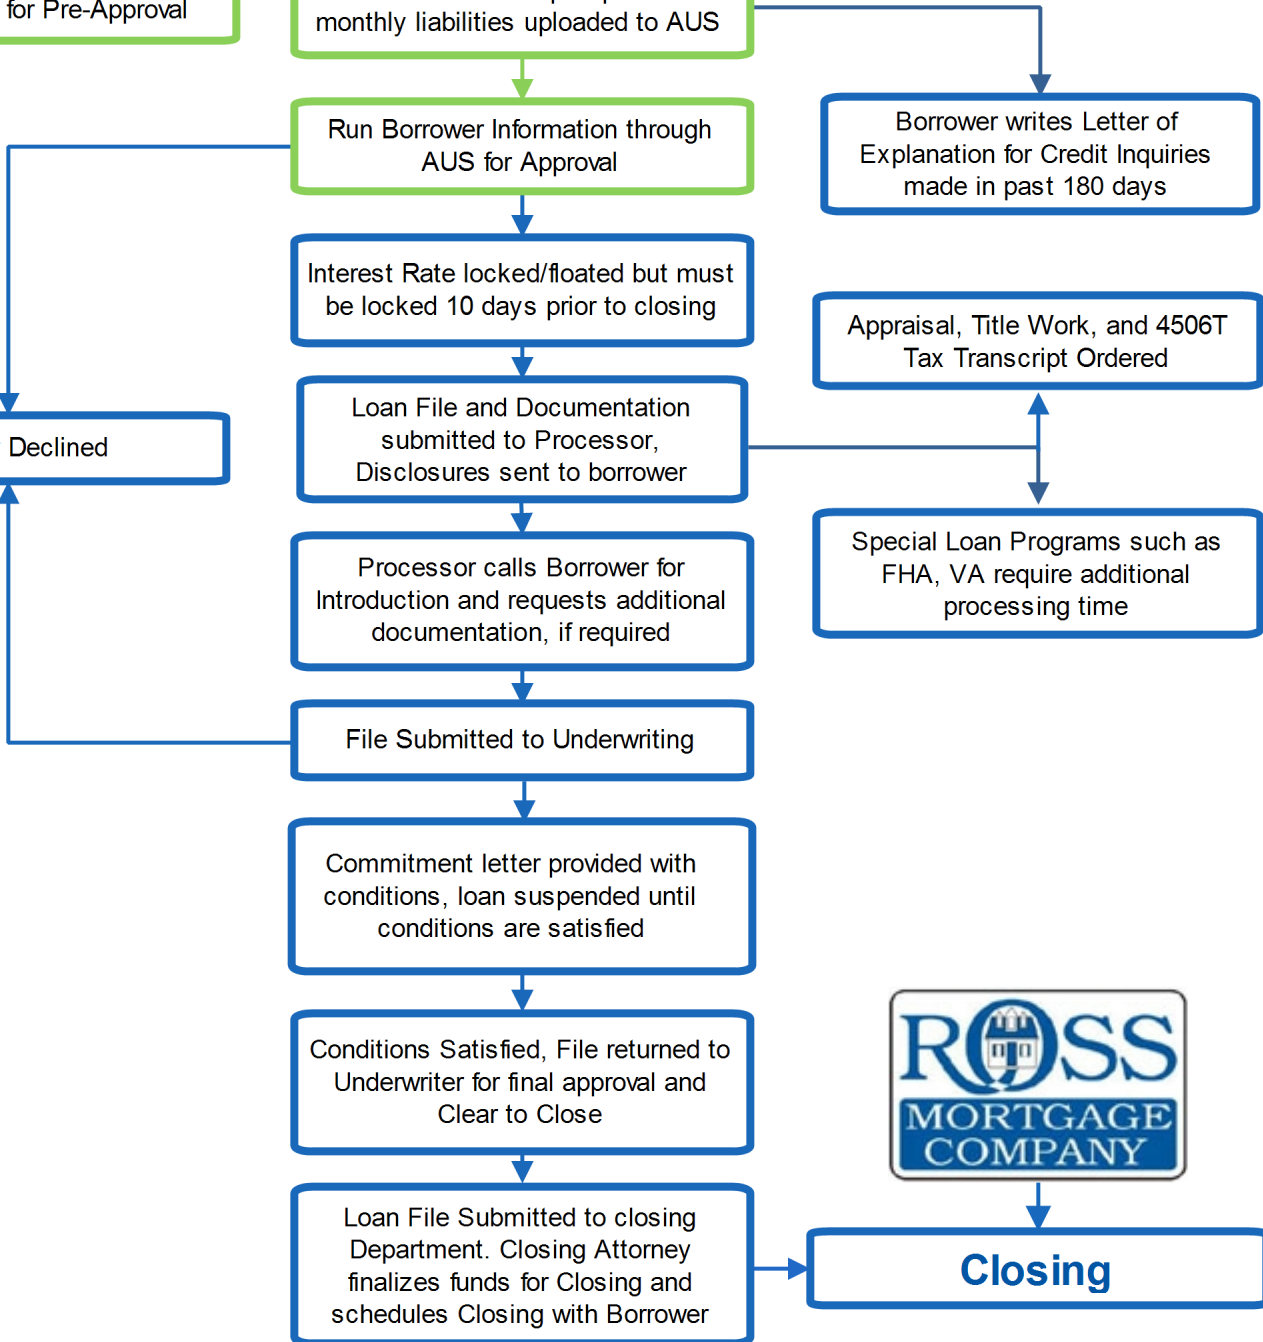 for Pre-Approval
monthly liabilities uploaded to AUS
Run Borrower Information through
AUS for Approval
Borrower writes Letter of
Explanation for Credit Inquiries
made in past 180 days
Interest Rate locked/floated but must
be locked 10 days prior to closing
Appraisal, Title Work, and 4506T
Tax Transcript Ordered
Loan File and Documentation
submitted to Processor,
Disclosures sent to borrower
Declined
Special Loan Programs such as
FHA, VA require additional
processing time
Processor calls Borrower for
Introduction and requests additional
documentation, if required
File Submitted to Underwriting
Commitment letter provided with
conditions, loan suspended until
conditions are satisfied
Conditions Satisfied, File returned to
Underwriter for final approval and
Clear to Close
ROSS
MORTGAGE
COMPANY
Loan File Submitted to closing
Department. Closing Attorney
finalizes funds for Closing and
schedules Closing with Borrower
Closing